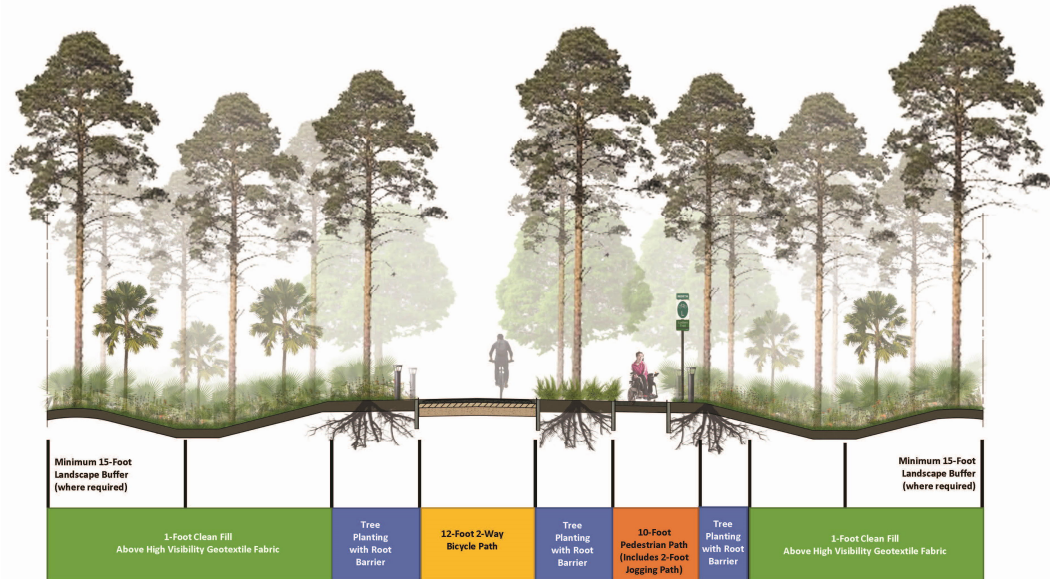 Minimum 15-Foot
Landscape Buffer
(where required)
Minimum 15-Foot
Landscape Buffer
(where required)
1-Foot Clean Fill
Above High Visibility Geotextile Fabric
Tree
Planting
with Root
Barrier
12-Foot 2-Way
Bicycle Path
Tree
Planting
with Root
Barrier
10-Foot
Pedestrian Path
(Includes 2-Foot
Jogging Path)
Tree
Planting
with Root
Barrier
1-Foot Clean Fill
Above High Visibility Geotextile Fabric